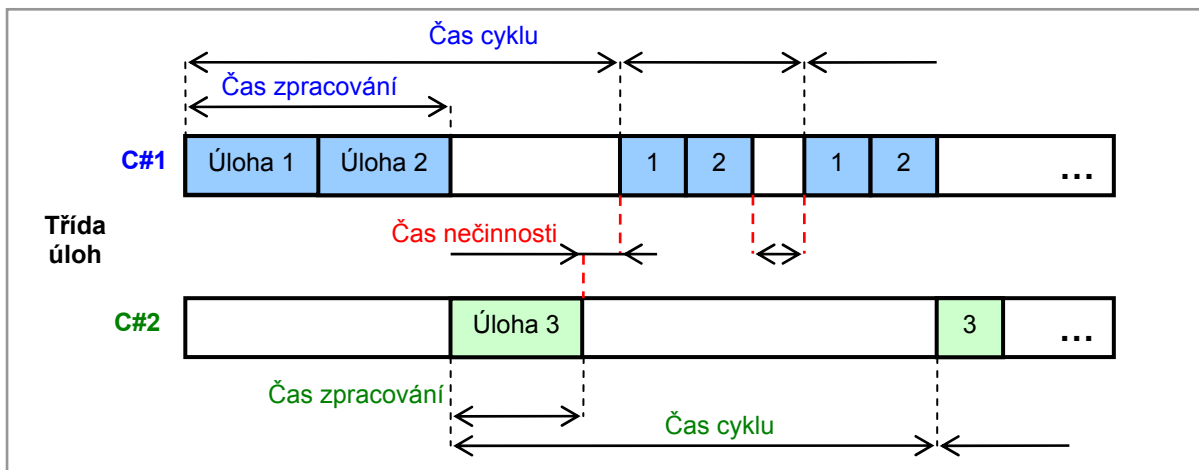 Čas cyklu
Čas zpracování
C#1
Úloha 1
Úloha 2
1
2
1
2
...
Třída
úloh
Čas nečinnosti
C#2
Úloha 3
3
...
Čas zpracování
Čas cyklu